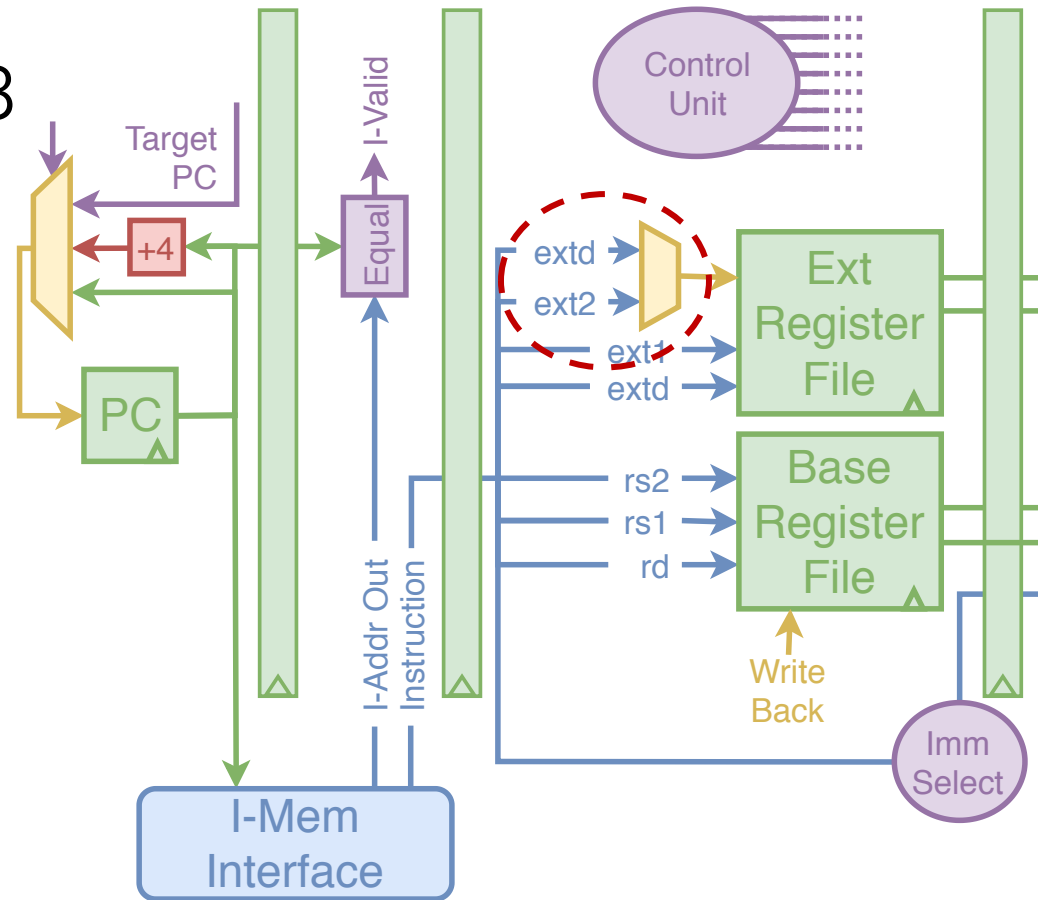 3
Control
Unit
I-Valid
Target
PC
+4
Equal
extd
ext2
ext1
extd
Ext
Register
File
PC
rs2
rs1
rd
Base
Register
File
I-Addr Out
Instruction
Write
Back
Imm
Select
I-Mem
Interface